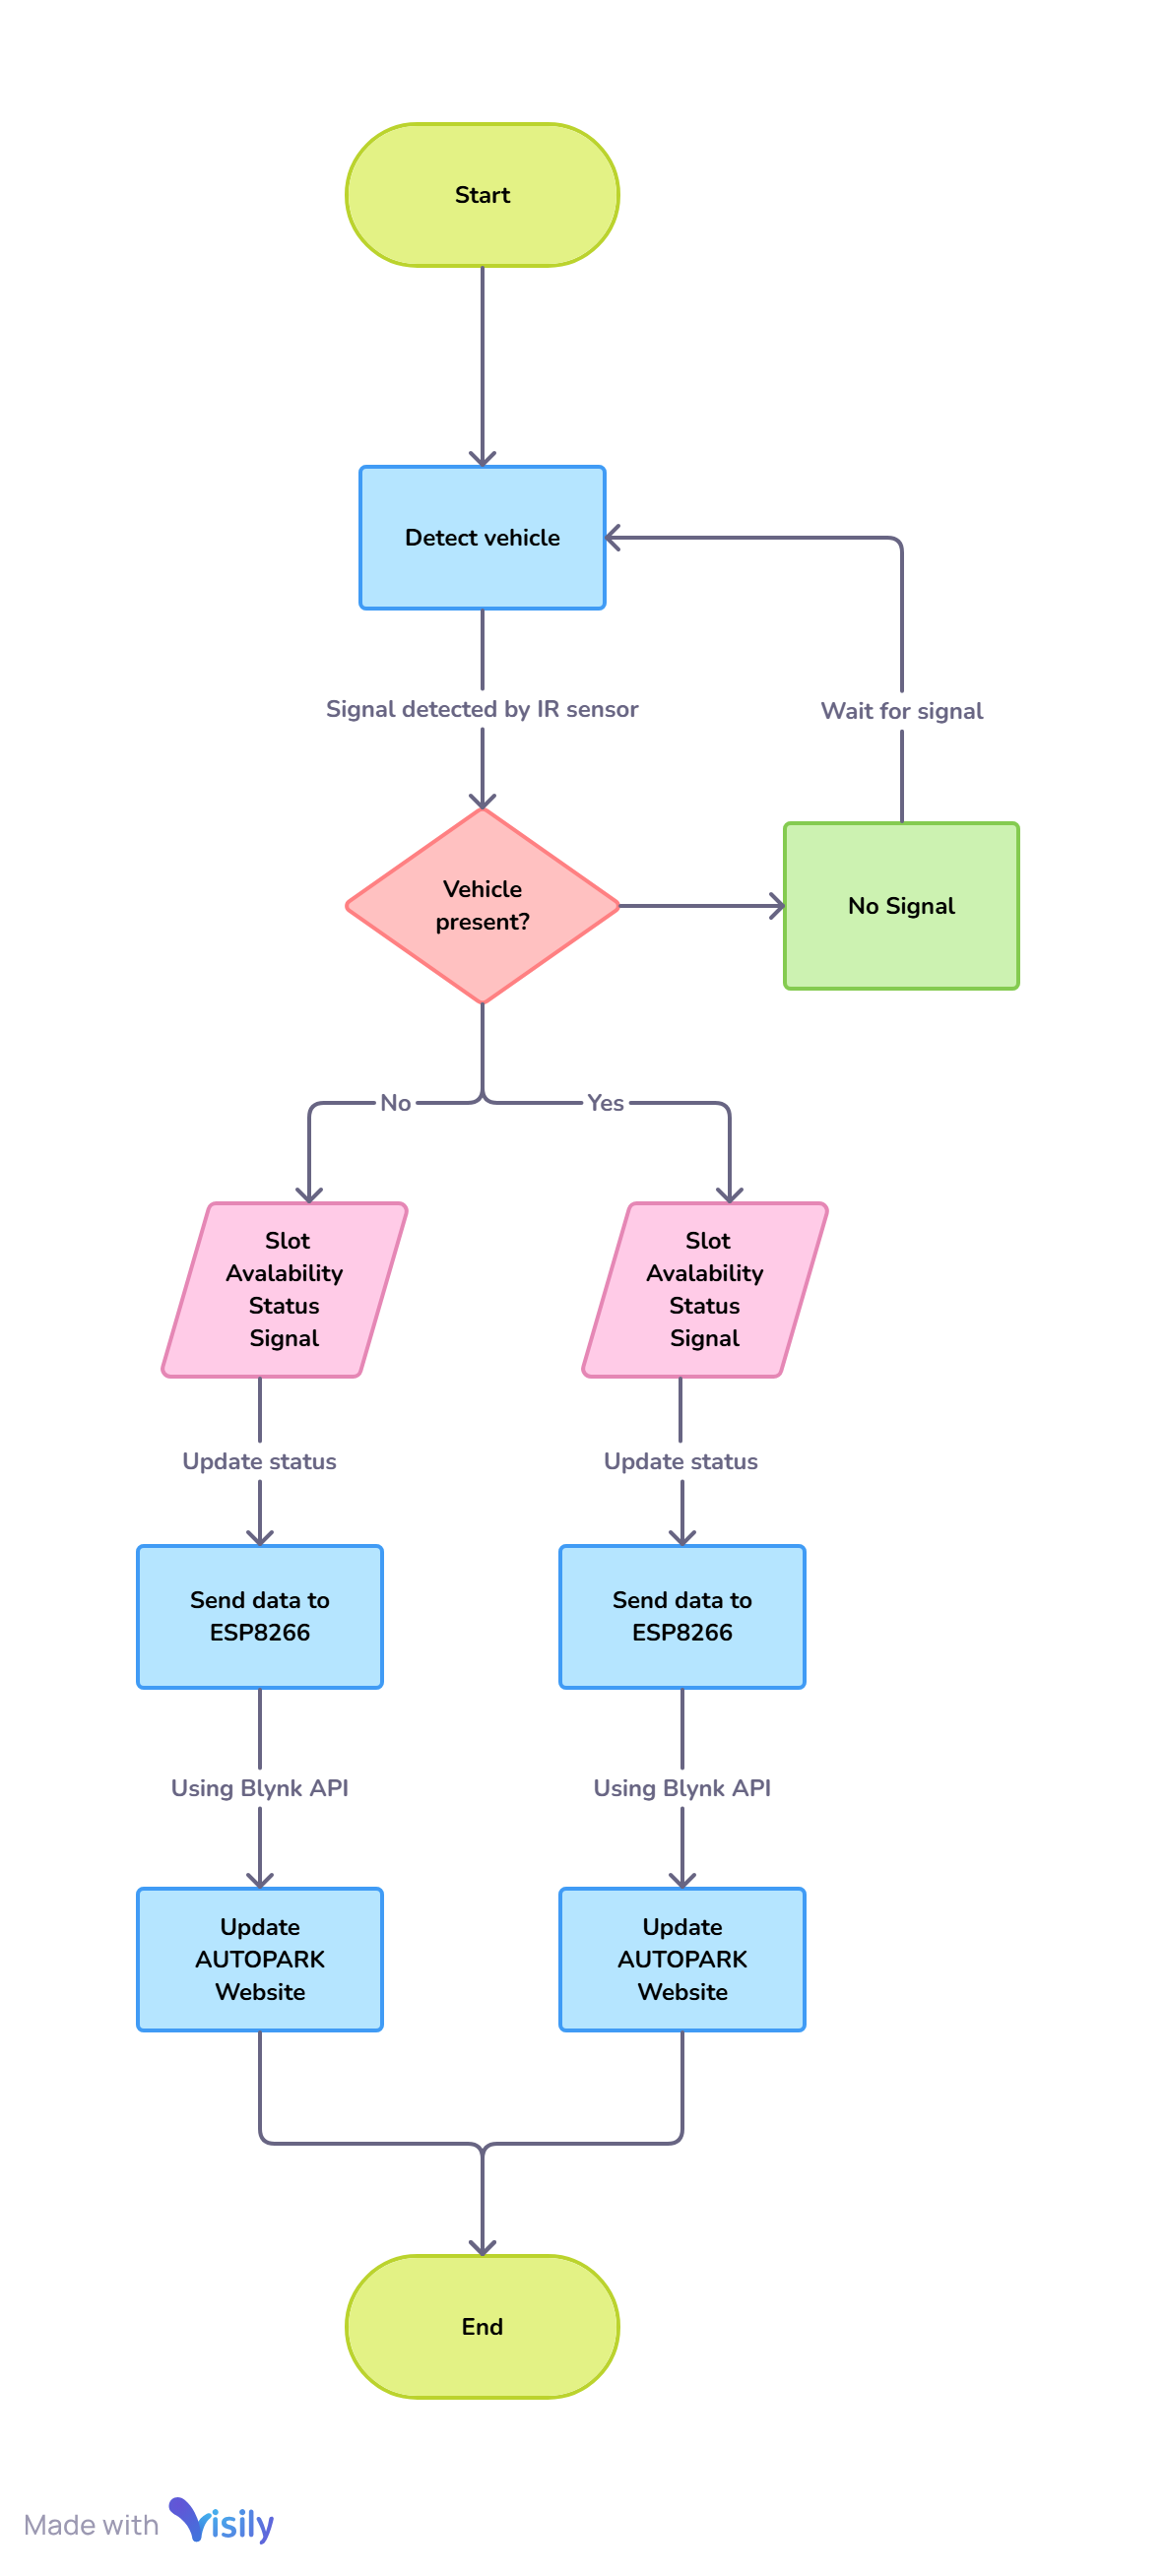 Start
Detect vehicle
Signal detected by IR sensor
Wait for signal
Vehicle
present?
No Signal
No
Yes
Slot
Avalability
Status
Signal
Slot
Avalability
Status
Signal
Update status
Update status
Send data to
ESP8266
Send data to
ESP8266
Using Blynk API
Using Blynk API
Update
AUTOPARK
Website
Update
AUTOPARK
Website
End
Made with Visily